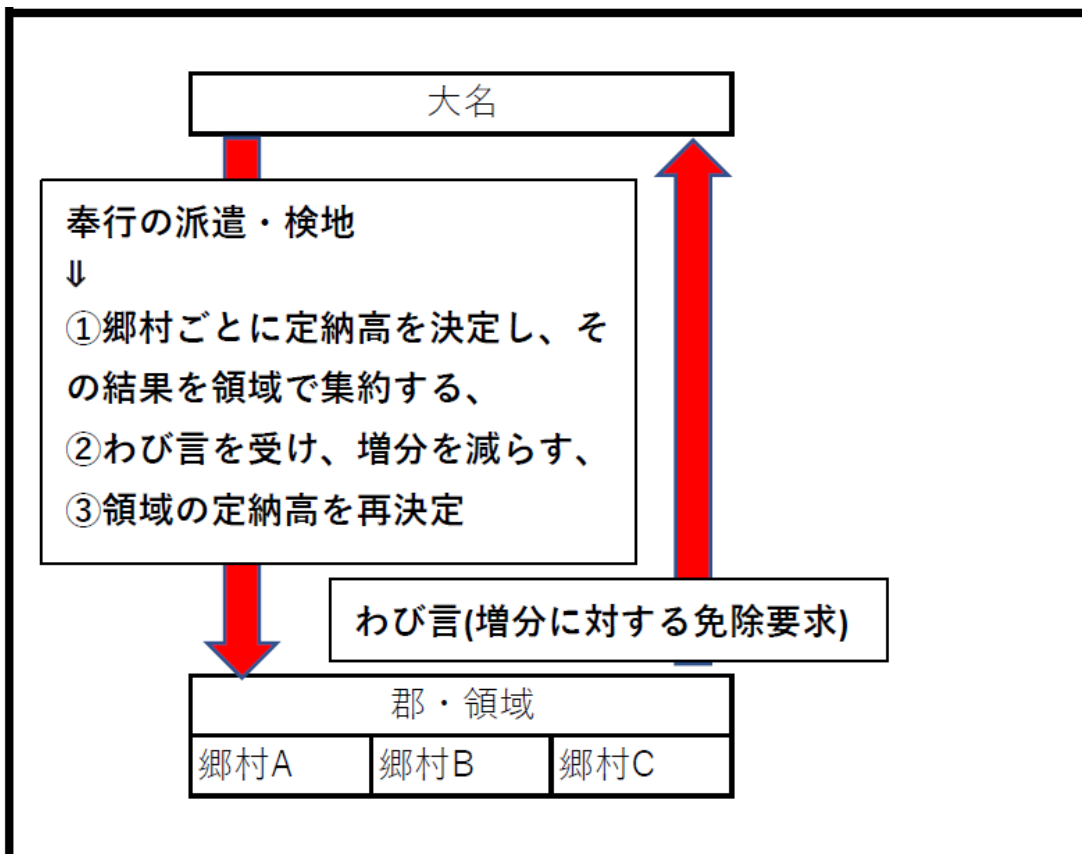 大名
奉行の派遣・検地
⇓
①郷村ごとに定納高を決定し、そ
の結果を領域で集約する、
②わび言を受け、増分を減らす、
③領域の定納高を再決定
わび言(増分に対する免除要求)
郡・領域
郷村A
郷村B
郷村C